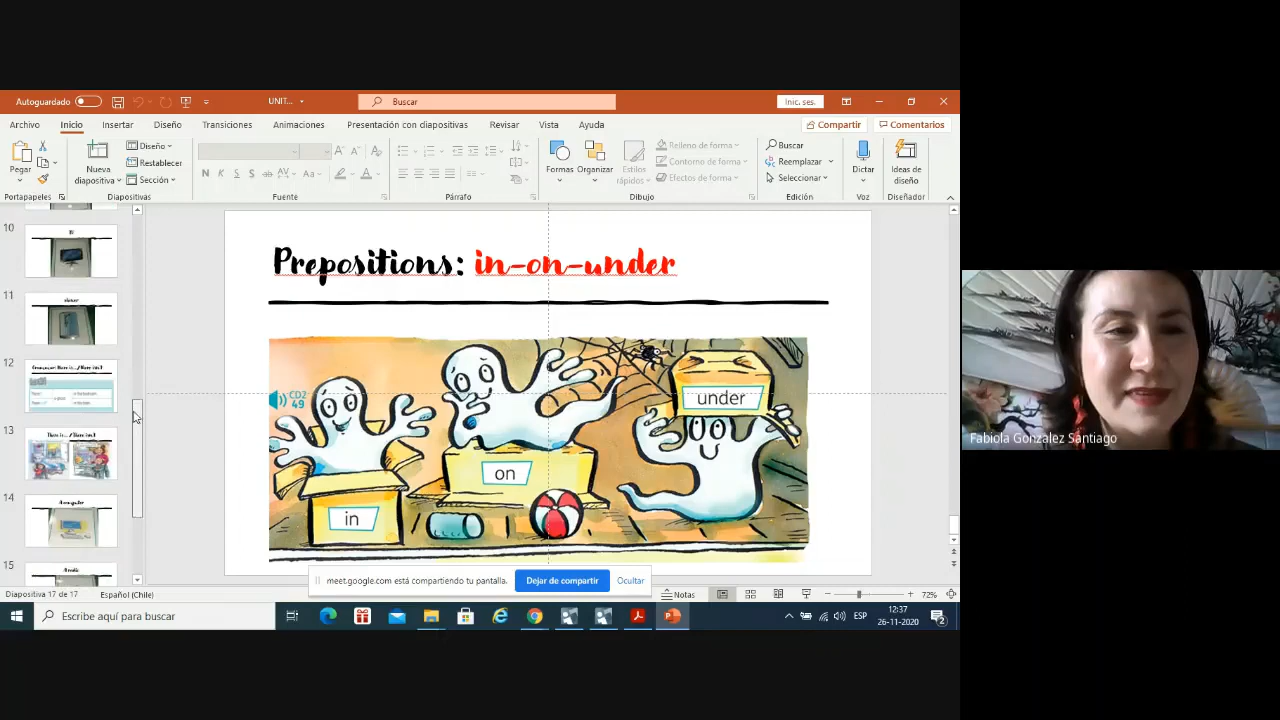 Autoguardado
UNIT...
Buscar
Inic. ses.
Archivo Inicio Insertar Diseño Transiciones Animaciones Presentación con diapositivas Revisar Vista Ayuda
Compartir Comentarios
Pegar
Portapapeles
Nueva diapositiva
Diseño
Restablecer
Sección
Diapositivas
N K S S ab AV Aa A
Fuente
Párrafo
Formas
Organizar
Estilos rápidos
Relleno de forma
Contorno de forma
Efectos de forma
Dibujo
Buscar
Reemplazar
Seleccionar
Edición
Dictar
Voz
Ideas de diseño
Diseñador
10
11
12
13
14
15
Prepositions: in-on-under
CD2
49
in
on
under
meet.google.com está compartiendo tu pantalla.
Dejar de compartir
Ocultar
Diapositiva 17 de 17
Español (Chile)
Notas
72%
Escribe aquí para buscar
ESP
12:37
26-11-2020
2
Fabiola Gonzalez Santiago